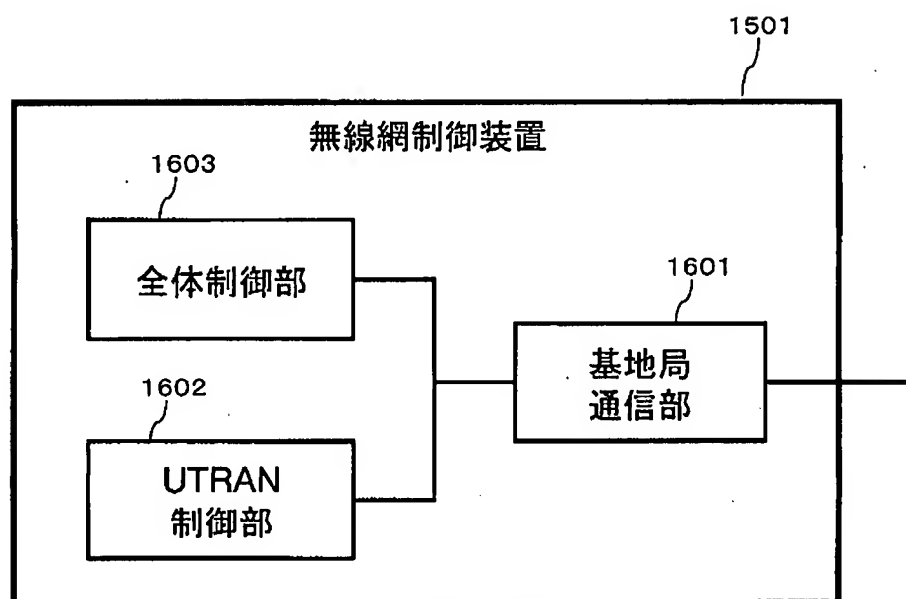 1501
無線網制御装置
1603
全体制御部
1601
基地局
通信部
1602
UTRAN
制御部